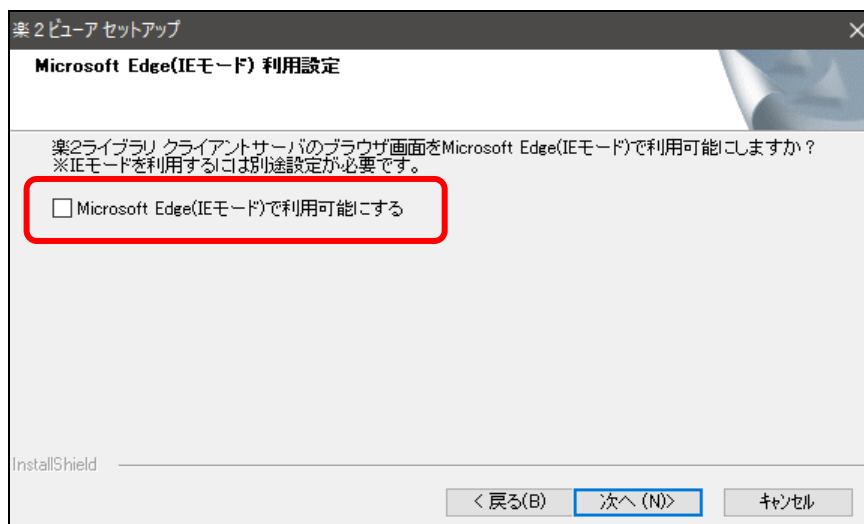 楽2ビューア セットアップ
Microsoft Edge(IEモード) 利用設定
楽2ライブラリ クライアントサーバのブラウザ画面をMicrosoft Edge(IEモード)で利用可能にしますか？
※IEモードを利用するには別途設定が必要です。
Microsoft Edge(IEモード)で利用可能にする
InstallShield
< 戻る(B)
次へ (N)>
キャンセル